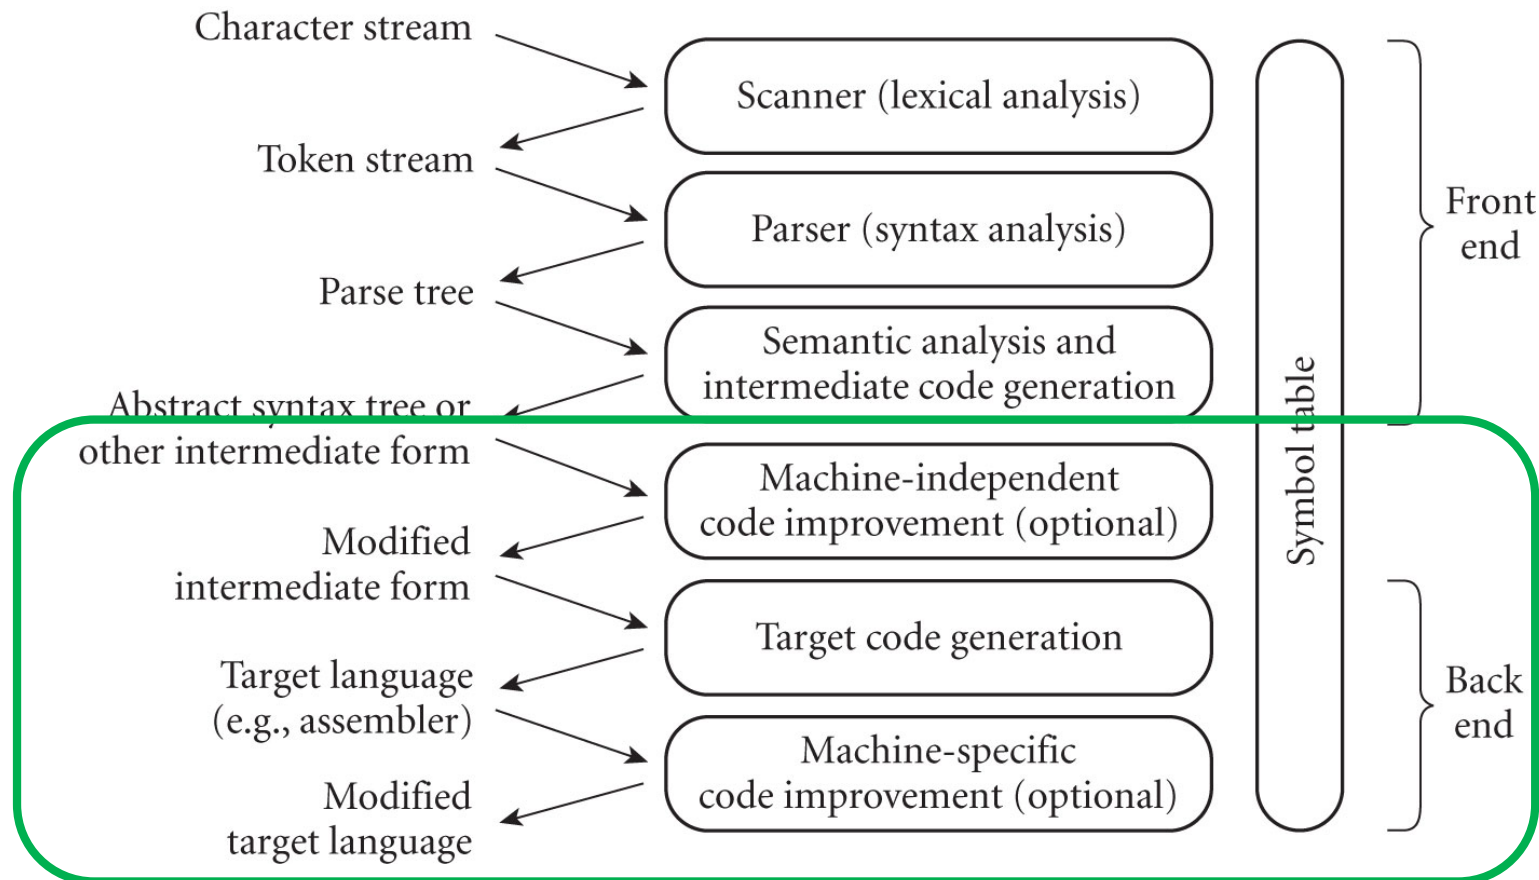 Character stream
Scanner (lexical analysis)
Token stream
Parser (syntax analysis)
Parse tree
Semantic analysis and
intermediate code generation
Abstract syntax tree or
other intermediate form
Machine-independent
code improvement (optional)
Modified
intermediate form
Target code generation
Target language
(e.g., assembler)
Machine-specific
code improvement (optional)
Modified
target language
Symbol table
Front
end
Back
end